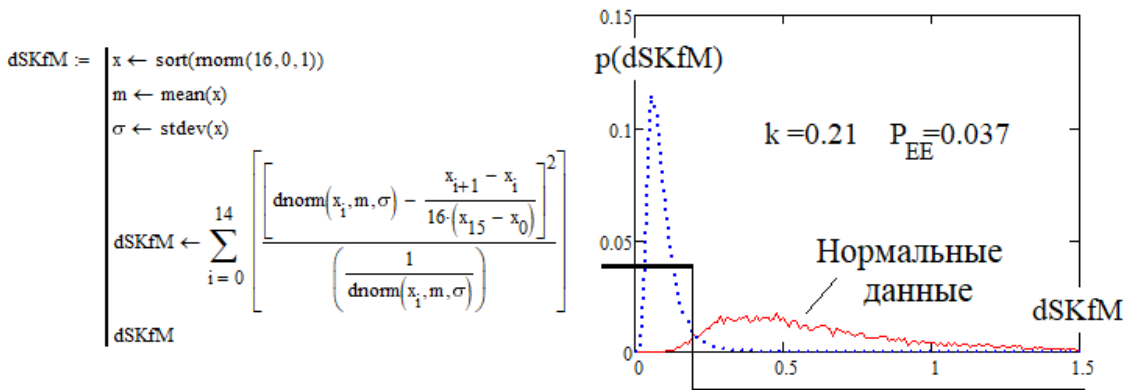 dSKfM := x ← sort(rnorm(16,0,1))
m ← mean(x)
σ ← stdev(x)
dSKfM ← ∑ i = 0 14 [ [ dnorm(x_i, m, σ) − (x_{i+1} − x_i) / (16·(x_15 − x_0)) ]^2 / ( 1 / dnorm(x_i, m, σ) ) ]
dSKfM
0.15
p(dSKfM)
0.1
k =0.21 P_EE=0.037
0.05
Нормальные
данные
dSKfM
0
0 0.5 1 1.5